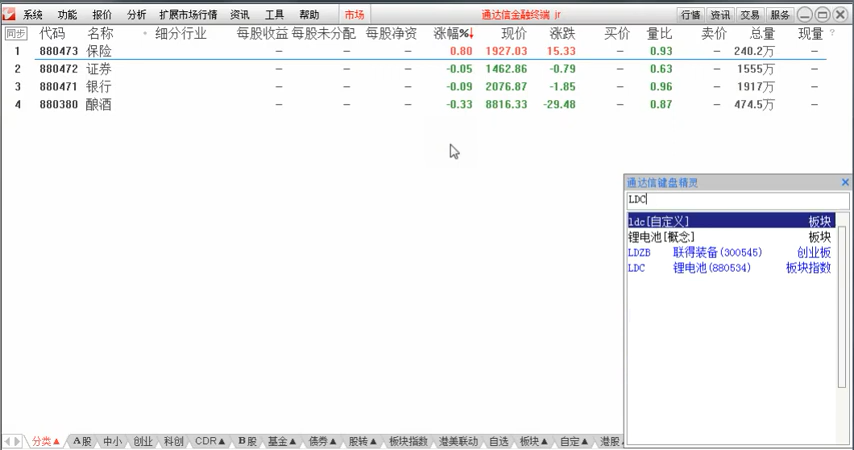 系统 功能 报价 分析 扩展市场行情 资讯 工具 帮助 市场 通达信金融终端 jr 行情 资讯 交易 服务
同步 代码 名称 细分行业 每股收益 每股未分配 每股净资 涨幅%↓ 现价 涨跌 买价 量比 卖价 总量 现量 ?
1 880473 保险 – – – 0.80 1927.03 15.33 – 0.93 – 240.2万 –
2 880472 证券 – – – -0.05 1462.86 -0.79 – 0.63 – 1555万 –
3 880471 银行 – – – -0.09 2076.87 -1.85 – 0.96 – 1917万 –
4 880380 酿酒 – – – -0.33 8816.33 -29.48 – 0.87 – 474.5万 –
通达信键盘精灵
LDC
ldc[自定义] 板块
锂电池[概念] 板块
LDZB 联得装备(300545) 创业板
LDC 锂电池(880534) 板块指数
分类▲ A股 中小 创业 科创 CDR▲ B股 基金▲ 债券▲ 股转▲ 板块指数 港美联动 自选 板块▲ 自定▲ 港股▲